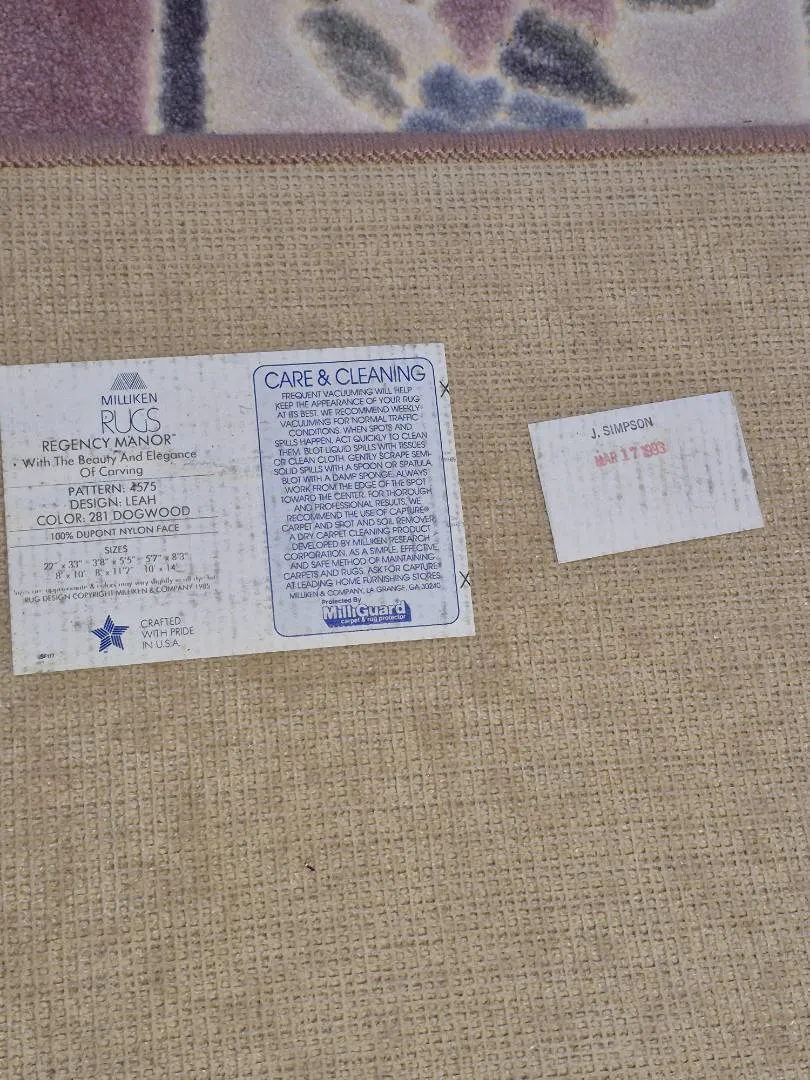 MILLIKEN
RUGS
REGENCY MANOR™
With The Beauty And Elegance
Of Carving
PATTERN: 4575
DESIGN: LEAH
COLOR: 281 DOGWOOD
100% DUPONT NYLON FACE
SIZES
22" x 33" 3'8" x 5'5" 5'7" x 8'3"
8' x 10' 8' x 11'2" 10' x 14'
Sizes are approximate & colors may vary slightly
RUG DESIGN COPYRIGHT MILLIKEN & COMPANY 1985
CRAFTED
WITH PRIDE
IN U.S.A.
CARE & CLEANING
FREQUENT VACUUMING WILL HELP
KEEP THE APPEARANCE OF YOUR RUG
AT ITS BEST. WE RECOMMEND WEEKLY
VACUUMING FOR NORMAL TRAFFIC
CONDITIONS. WHEN SPOTS AND
SPILLS HAPPEN, ACT QUICKLY TO CLEAN
THEM. BLOT LIQUID SPILLS WITH TISSUES
OR CLEAN CLOTH. GENTLY SCRAPE SEMI-
SOLID SPILLS WITH A SPOON OR SPATULA.
BLOT WITH A DAMP SPONGE. ALWAYS
WORK FROM THE EDGE OF THE SPOT
TOWARD THE CENTER. FOR THOROUGH
AND PROFESSIONAL RESULTS, WE
RECOMMEND THE USE OF CAPTURE®
CARPET AND SPOT AND SOIL REMOVER,
A DRY CARPET CLEANING PRODUCT
DEVELOPED BY MILLIKEN RESEARCH
CORPORATION, AS A SIMPLE, EFFECTIVE,
AND SAFE METHOD OF MAINTAINING
CARPETS AND RUGS. ASK FOR CAPTURE®
AT LEADING HOME FURNISHING STORES.
MILLIKEN & COMPANY, LA GRANGE, GA 30240
Protected By
MilliGuard
carpet & rug protector
X
X
J. SIMPSON
MAR 17 1993